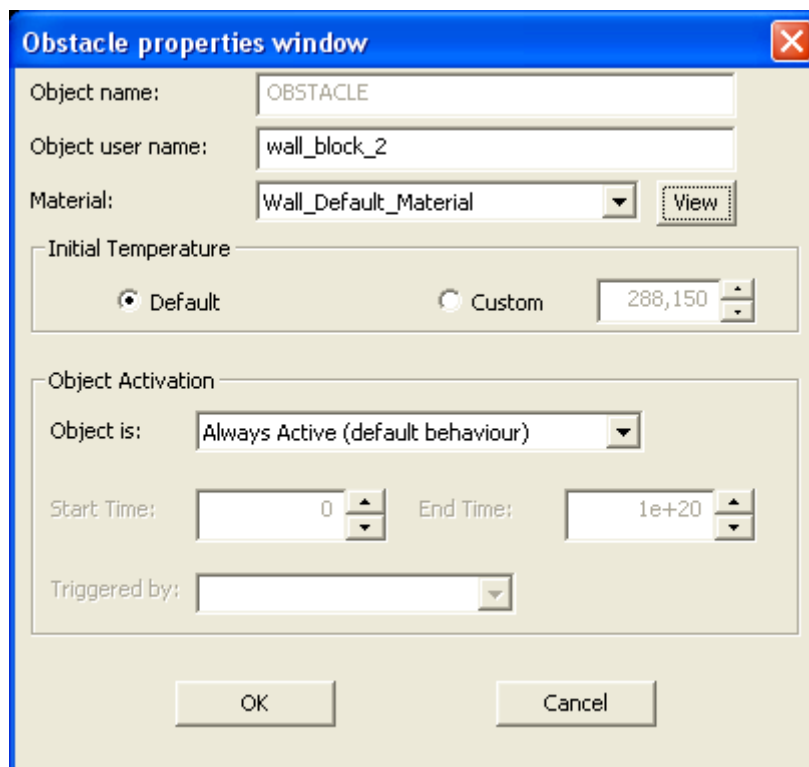 Obstacle properties window
Object name: OBSTACLE
Object user name: wall_block_2
Material: Wall_Default_Material View
Initial Temperature
Default Custom 288,150
Object Activation
Object is: Always Active (default behaviour)
Start Time: 0 End Time: 1e+20
Triggered by:
OK Cancel